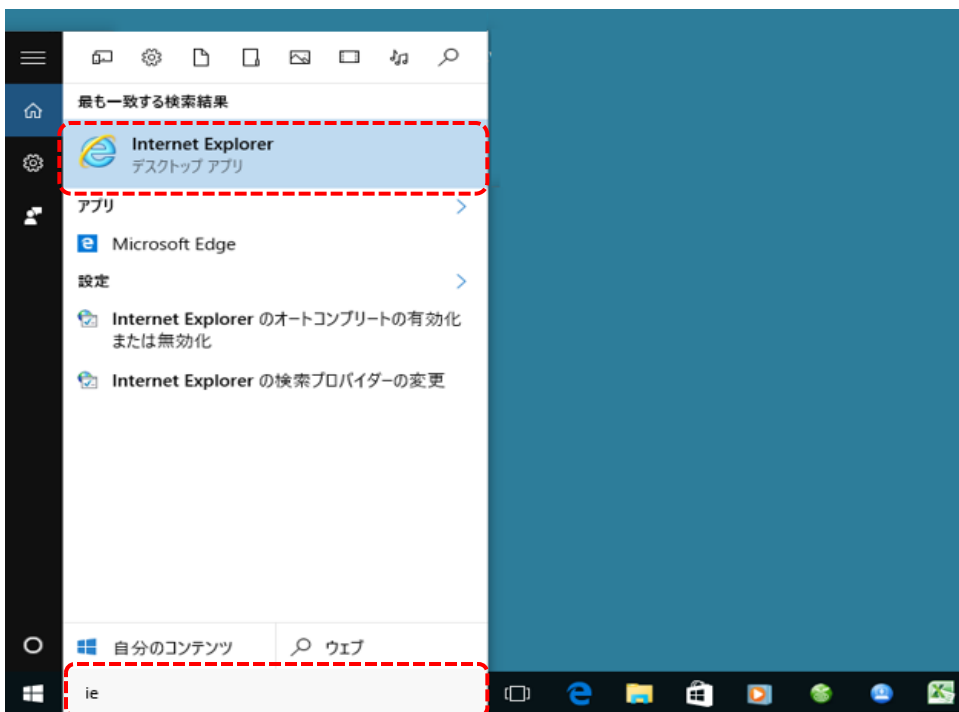 最も一致する検索結果
Internet Explorer
デスクトップ アプリ
アプリ
Microsoft Edge
設定
Internet Explorer のオートコンプリートの有効化
または無効化
Internet Explorer の検索プロバイダーの変更
自分のコンテンツ
ウェブ
ie